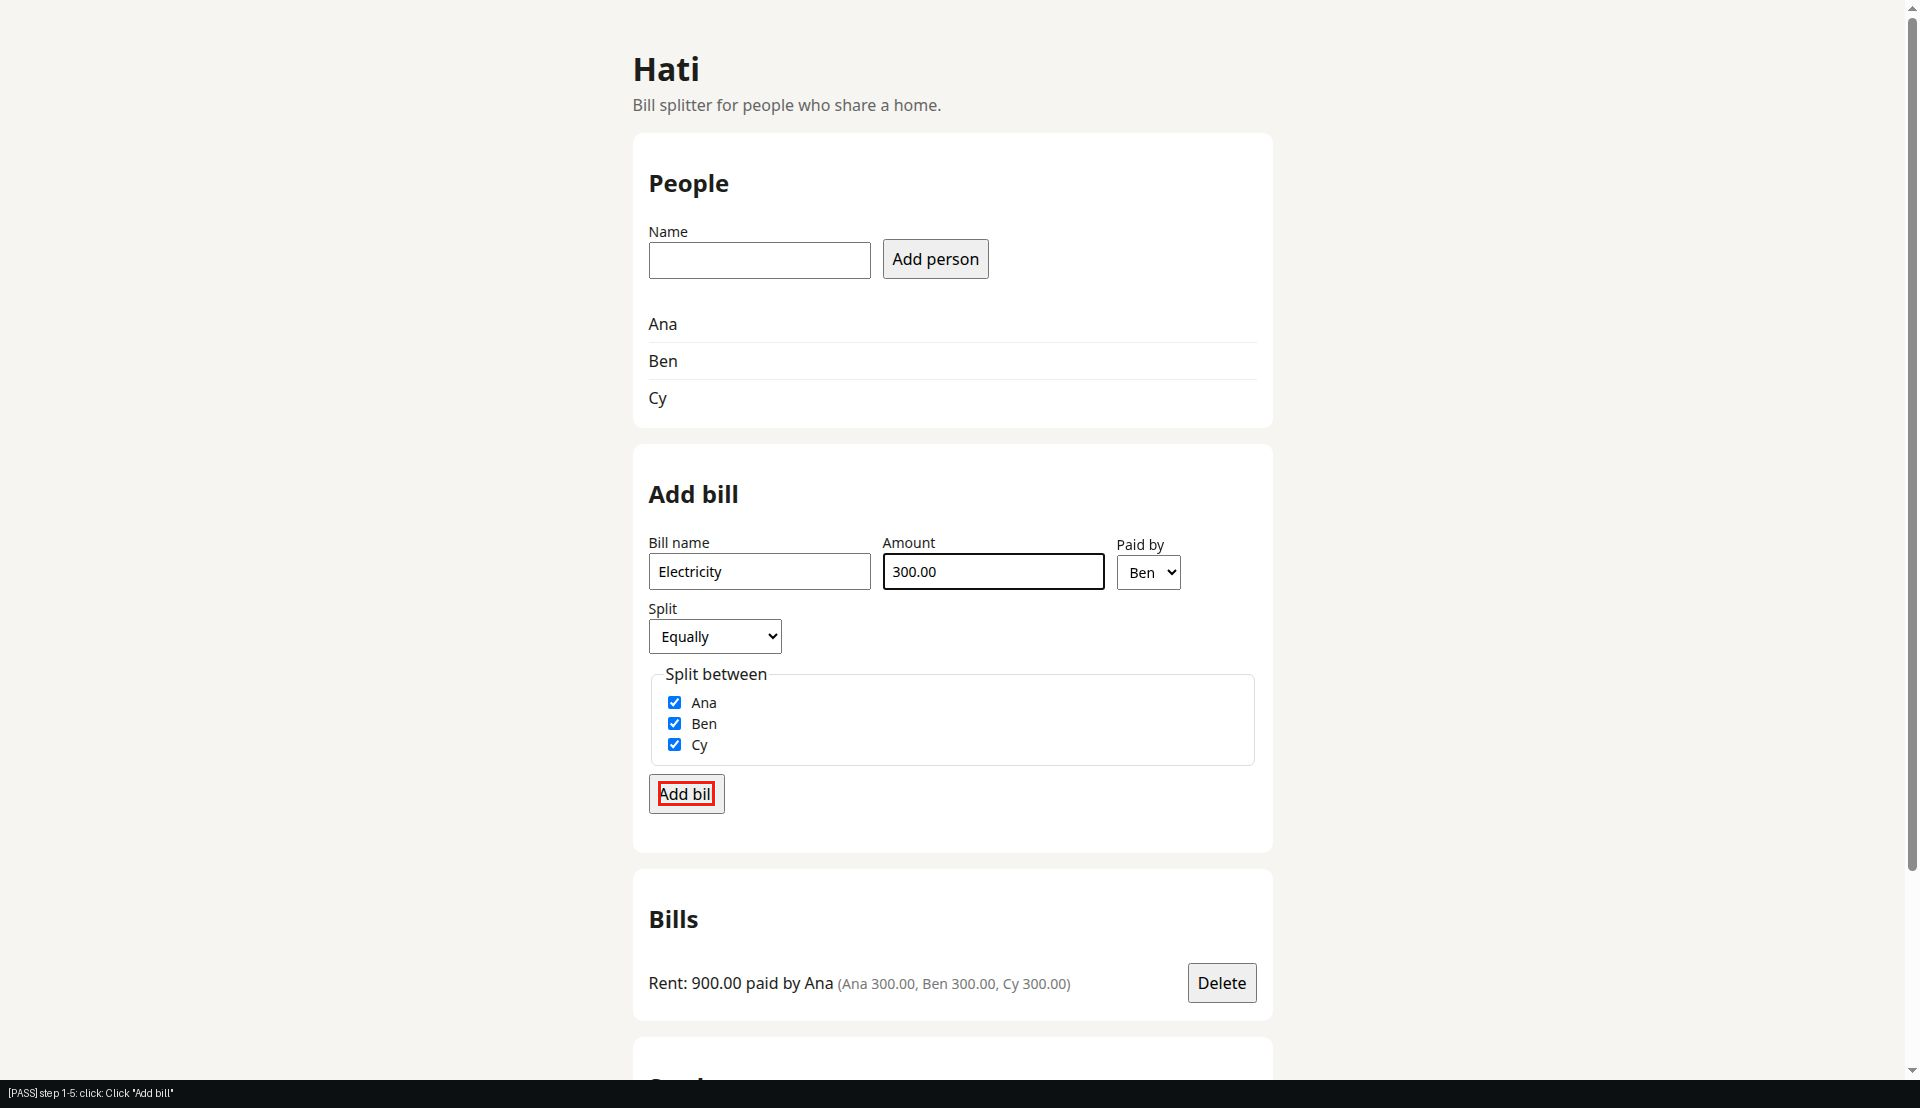 Hati
Bill splitter for people who share a home.
People
Name
Add person
Ana
Ben
Cy
Add bill
Bill name Amount Paid by
Electricity 300.00 Ben
Split
Equally
Split between
Ana
Ben
Cy
Add bil
Bills
Rent: 900.00 paid by Ana (Ana 300.00, Ben 300.00, Cy 300.00) Delete
[PASS] step 1-5: click: Click "Add bill"